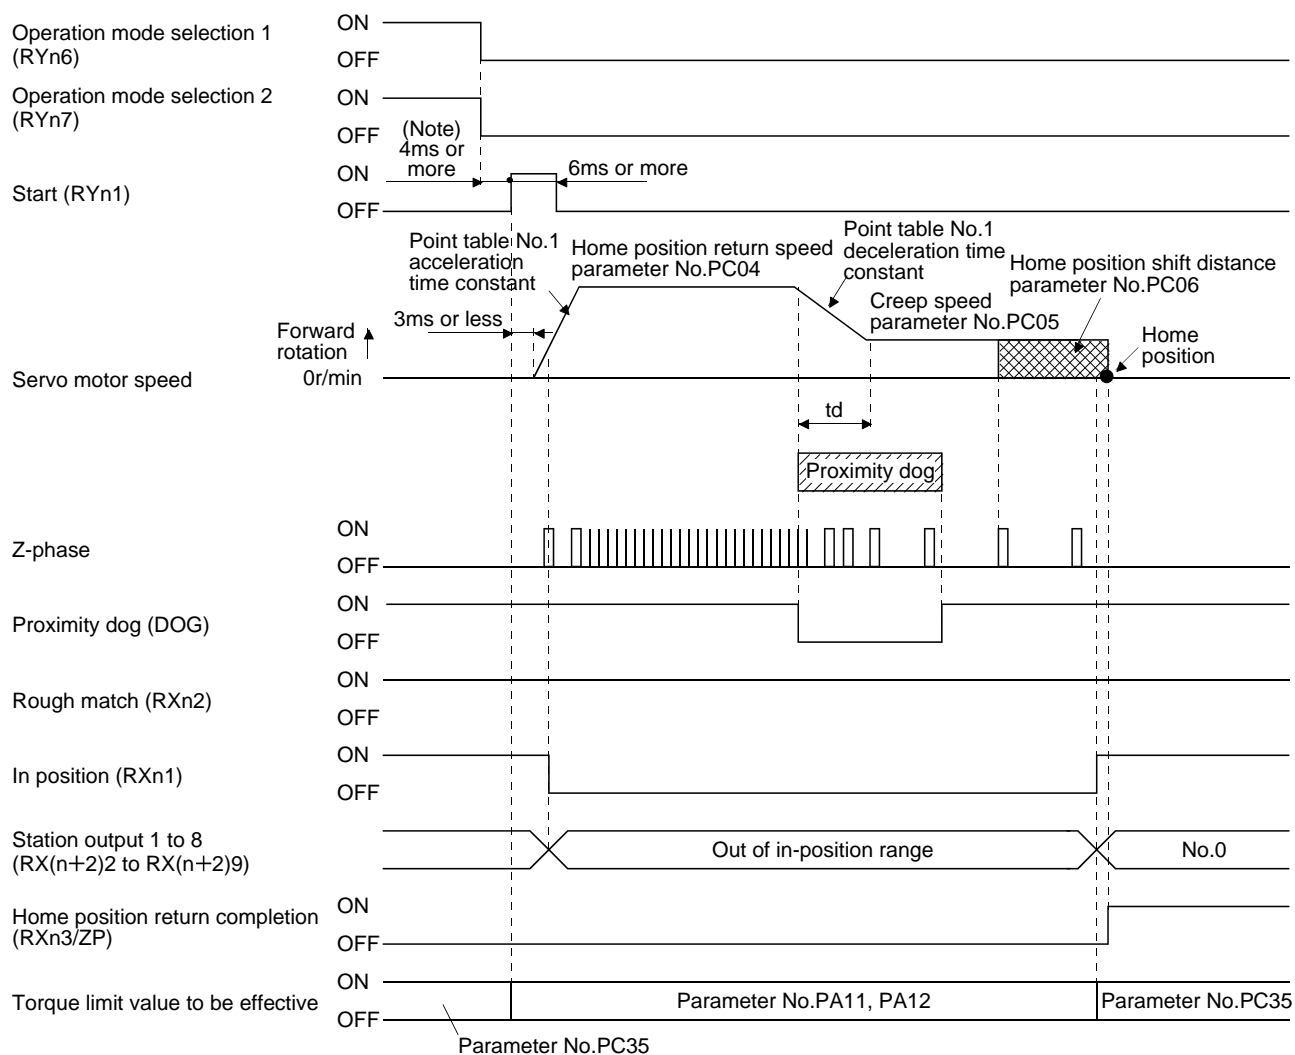 Operation mode selection 1
(RYn6)
ON
OFF
Operation mode selection 2
(RYn7)
ON
OFF
(Note)
4ms or
more
Start (RYn1)
ON
OFF
6ms or more
Point table No.1
acceleration
time constant
Home position return speed
parameter No.PC04
Point table No.1
deceleration time
constant
Home position shift distance
parameter No.PC06
Creep speed
parameter No.PC05
3ms or less
Forward
rotation
Home
position
Servo motor speed
0r/min
td
Proximity dog
Z-phase
ON
OFF
Proximity dog (DOG)
ON
OFF
Rough match (RXn2)
ON
OFF
In position (RXn1)
ON
OFF
Station output 1 to 8
(RX(n+2)2 to RX(n+2)9)
Out of in-position range
No.0
Home position return completion
(RXn3/ZP)
ON
OFF
Torque limit value to be effective
ON
OFF
Parameter No.PA11, PA12
Parameter No.PC35
Parameter No.PC35